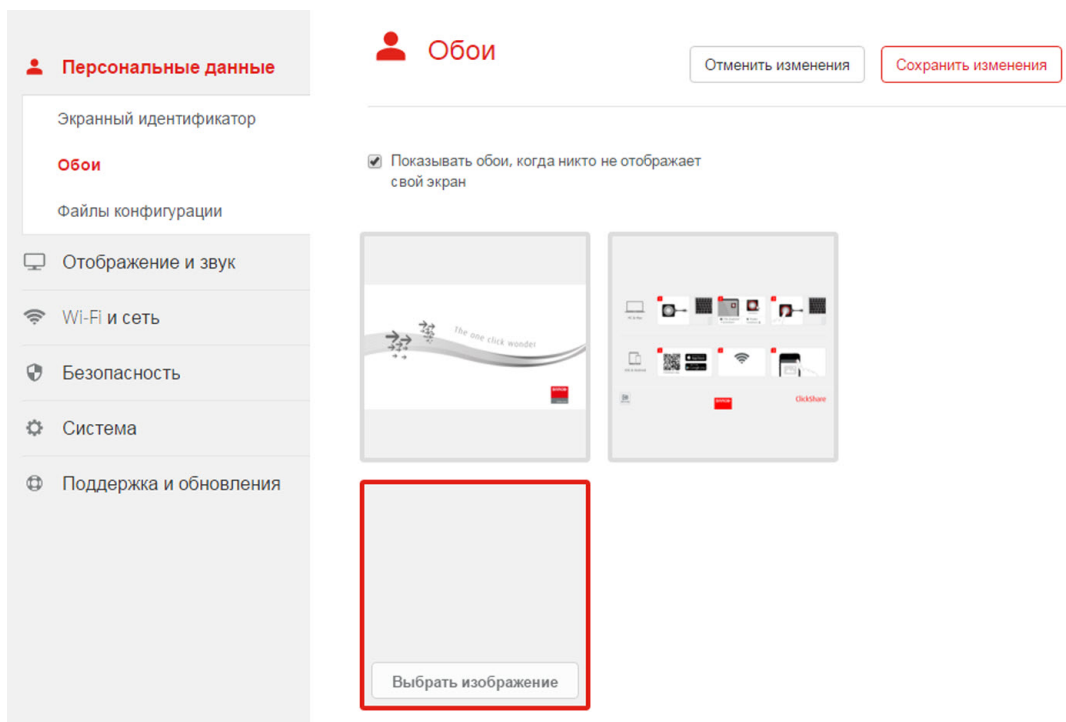 Обои
Отменить изменения
Сохранить изменения
Персональные данные
Экранный идентификатор
Обои
Файлы конфигурации
Отображение и звук
Wi-Fi и сеть
Безопасность
Система
Поддержка и обновления
Показывать обои, когда никто не отображает
свой экран
The one click wonder
ClickShare
Выбрать изображение